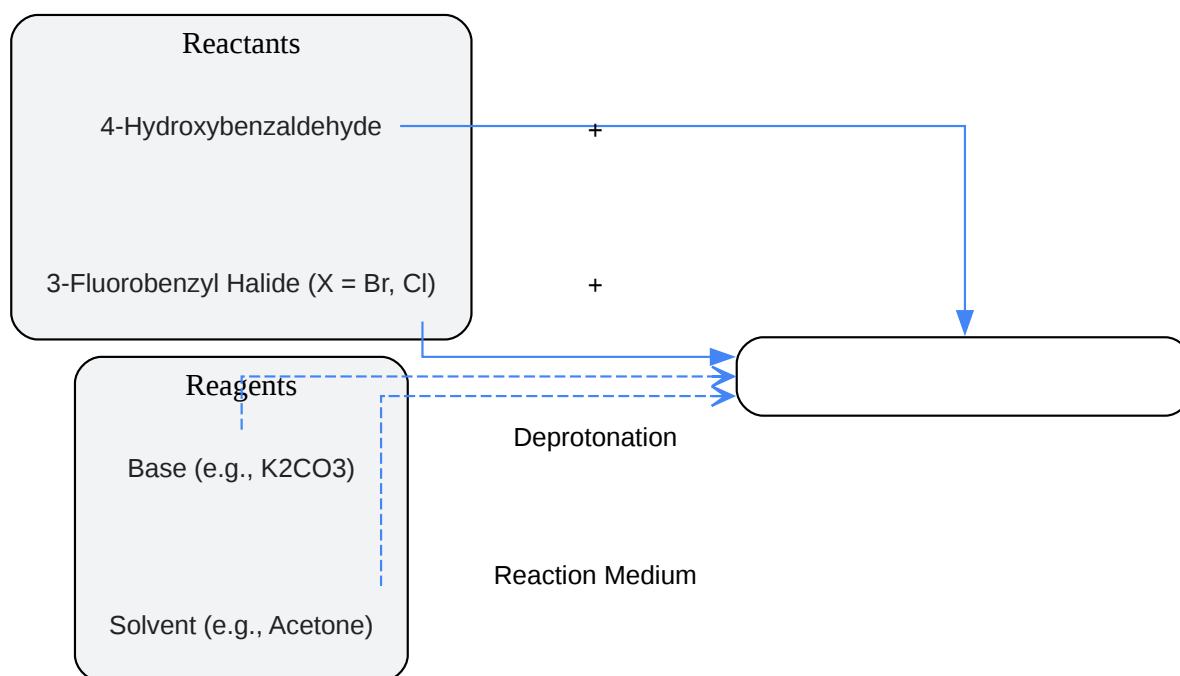 Reactants
4-Hydroxybenzaldehyde
+
3-Fluorobenzyl Halide (X = Br, Cl)
+
Reagents
Deprotonation
Base (e.g., K2CO3)
Reaction Medium
Solvent (e.g., Acetone)